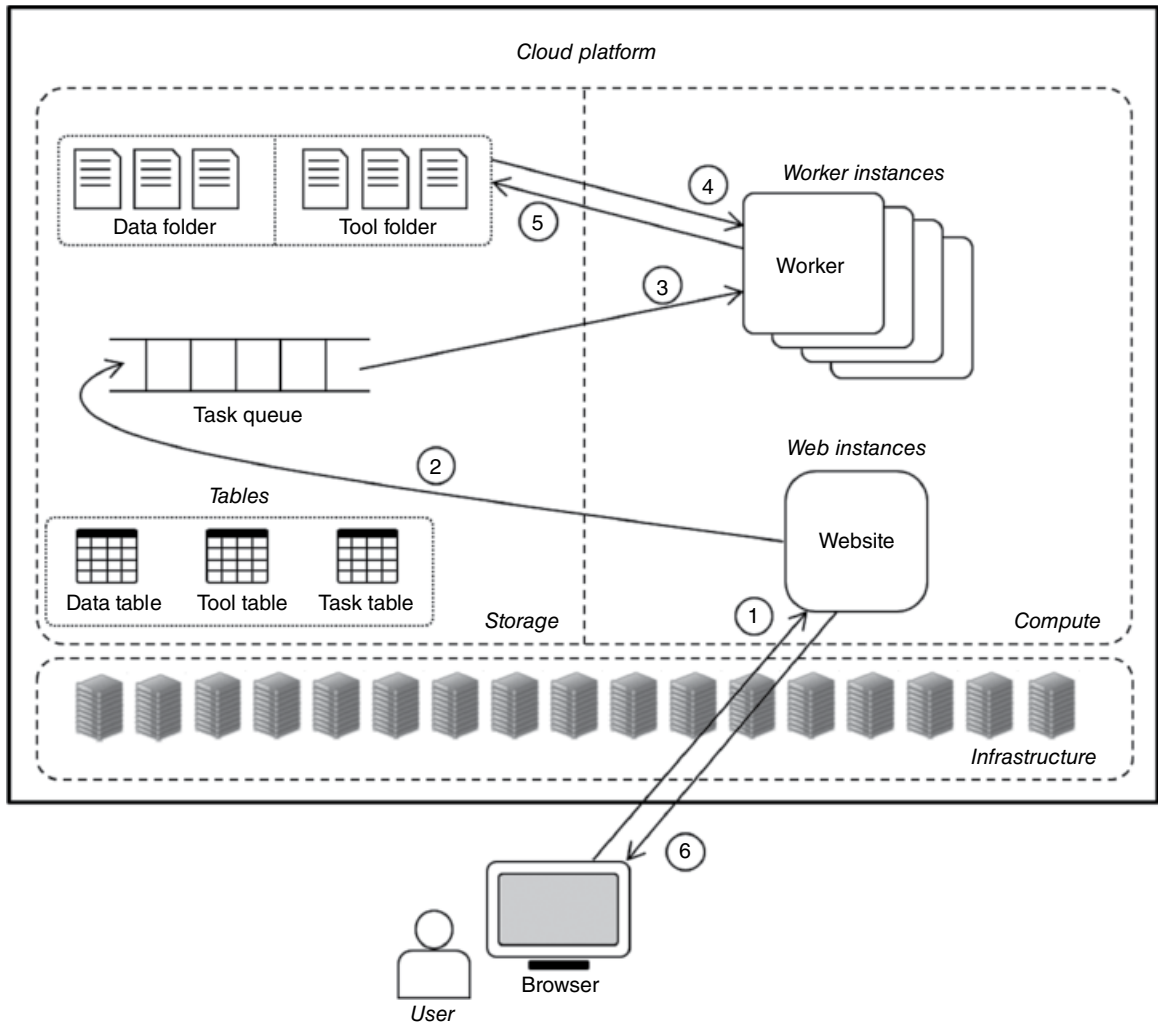 Cloud platform
4
Worker instances
Data folder
Tool folder
5
Worker
3
Task queue
Web instances
2
Tables
Website
Data table
Tool table
Task table
1
Storage
Compute
Infrastructure
6
Browser
User